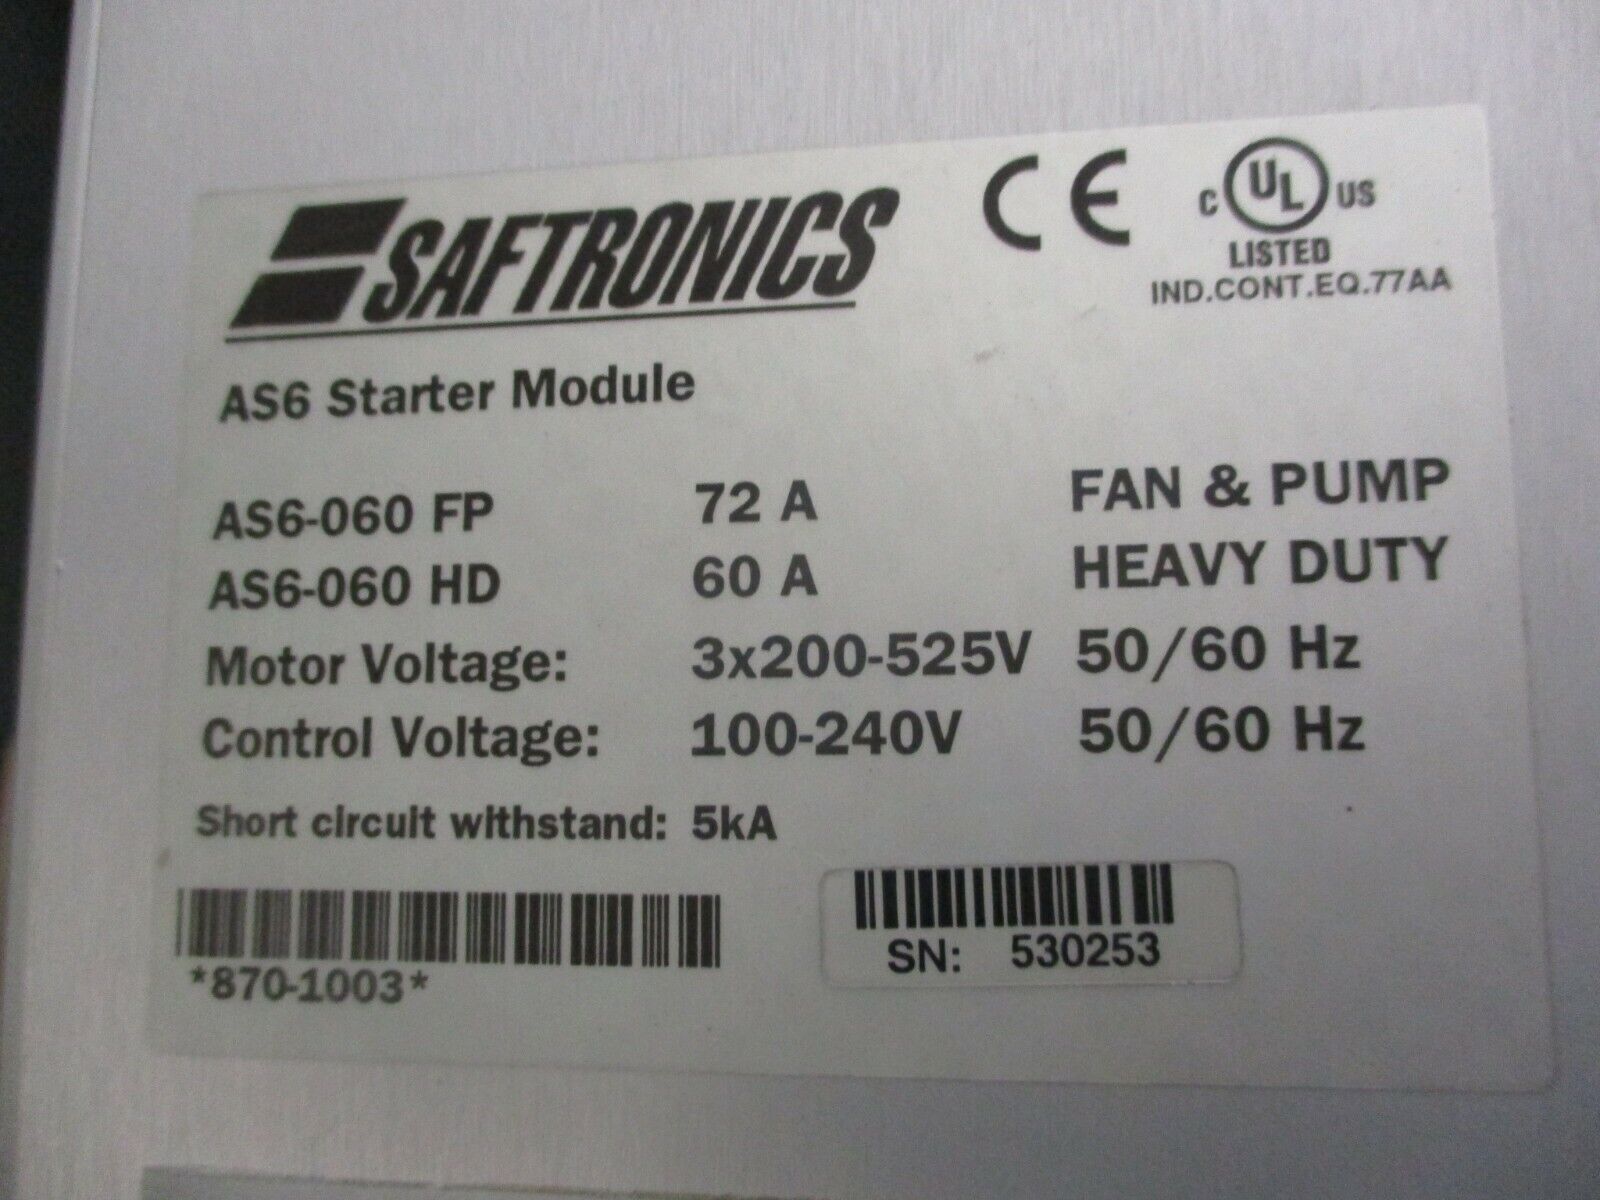 SAFTRONICS
CE
C UL US
LISTED
IND.CONT.EQ.77AA
AS6 Starter Module
AS6-060 FP 72 A FAN & PUMP
AS6-060 HD 60 A HEAVY DUTY
Motor Voltage: 3x200-525V 50/60 Hz
Control Voltage: 100-240V 50/60 Hz
Short circuit withstand: 5kA
*870-1003*
SN: 530253